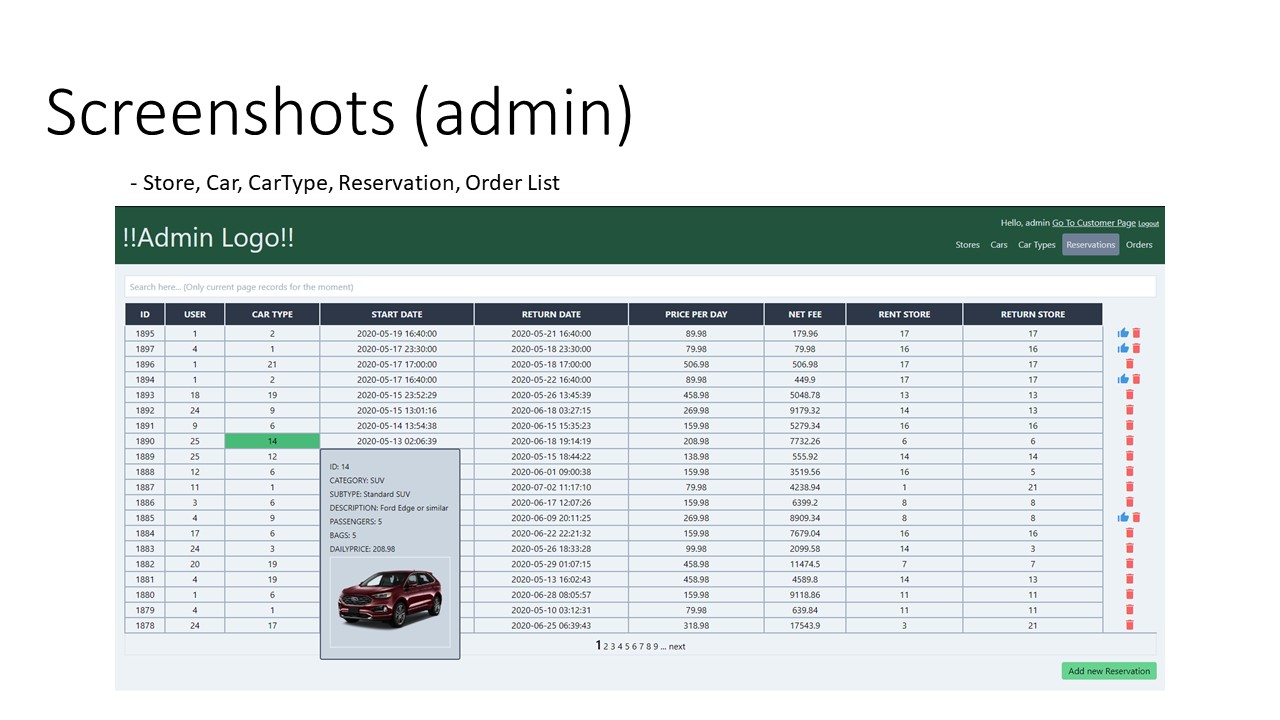 Screenshots (admin)
- Store, Car, CarType, Reservation, Order List
Hello, admin Go To Customer Page Logout
!!Admin Logo!!
Stores Cars Car Types Reservations Orders
Search here... (Only current page records for the moment)
ID USER CAR TYPE START DATE RETURN DATE PRICE PER DAY NET FEE RENT STORE RETURN STORE
1895 1 2 2020-05-19 16:40:00 2020-05-21 16:40:00 89.98 179.96 17 17
1897 4 1 2020-05-17 23:30:00 2020-05-18 23:30:00 79.98 79.98 16 16
1896 1 21 2020-05-17 17:00:00 2020-05-18 17:00:00 506.98 506.98 17 17
1894 1 2 2020-05-17 16:40:00 2020-05-22 16:40:00 89.98 449.9 17 17
1893 18 19 2020-05-15 23:52:29 2020-05-26 13:45:39 458.98 5048.78 13 13
1892 24 9 2020-05-15 13:01:16 2020-06-18 03:27:15 269.98 9179.32 14 13
1891 9 6 2020-05-14 13:54:38 2020-06-15 15:35:23 159.98 5279.34 16 16
1890 25 14 2020-05-13 02:06:39 2020-06-18 19:14:19 208.98 7732.26 6 6
1889 25 12 2020-05-15 18:44:22 138.98 555.92 14 14
1888 12 6 2020-06-01 09:00:38 159.98 3519.56 16 5
1887 11 1 2020-07-02 11:17:10 79.98 4238.94 1 21
1886 3 6 2020-06-17 12:07:26 159.98 6399.2 8 8
1885 4 9 2020-06-09 20:11:25 269.98 8909.34 8 8
1884 17 6 2020-06-22 22:21:32 159.98 7679.04 16 16
1883 24 3 2020-05-26 18:33:28 99.98 2099.58 14 3
1882 20 19 2020-05-29 01:07:15 458.98 11474.5 7 7
1881 4 19 2020-05-13 16:02:43 458.98 4589.8 14 13
1880 1 6 2020-06-28 08:05:57 159.98 9118.86 11 11
1879 4 1 2020-05-10 03:12:31 79.98 639.84 11 11
1878 24 17 2020-06-25 06:39:43 318.98 17543.9 3 21
ID: 14
CATEGORY: SUV
SUBTYPE: Standard SUV
DESCRIPTION: Ford Edge or similar
PASSENGERS: 5
BAGS: 5
DAILYPRICE: 208.98
1 2 3 4 5 6 7 8 9 ... next
Add new Reservation